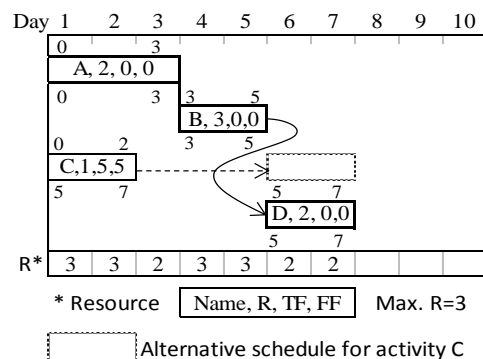 Day 1 2 3 4 5 6 7 8 9 10
0 3
A, 2, 0, 0
0 3 3 5
B, 3,0,0
0 2 3 5
C,1,5,5
5 7 5 7
D, 2, 0,0
5 7
R* 3 3 2 3 3 2 2
* Resource Name, R, TF, FF Max. R=3
Alternative schedule for activity C